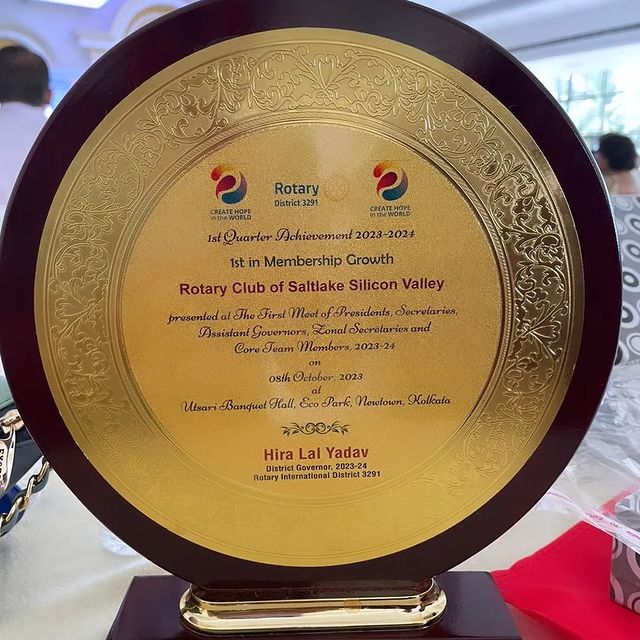 CREATE HOPE
in the WORLD
Rotary
District 3291
CREATE HOPE
in the WORLD
1st Quarter Achievement 2023-2024
1st in Membership Growth
Rotary Club of Saltlake Silicon Valley
presented at The First Meet of Presidents, Secretaries,
Assistant Governors, Zonal Secretaries and
Core Team Members, 2023-24
on
08th October, 2023
at
Utsari Banquet Hall, Eco Park, Newtown, Kolkata
Hira Lal Yadav
District Governor, 2023-24
Rotary International District 3291